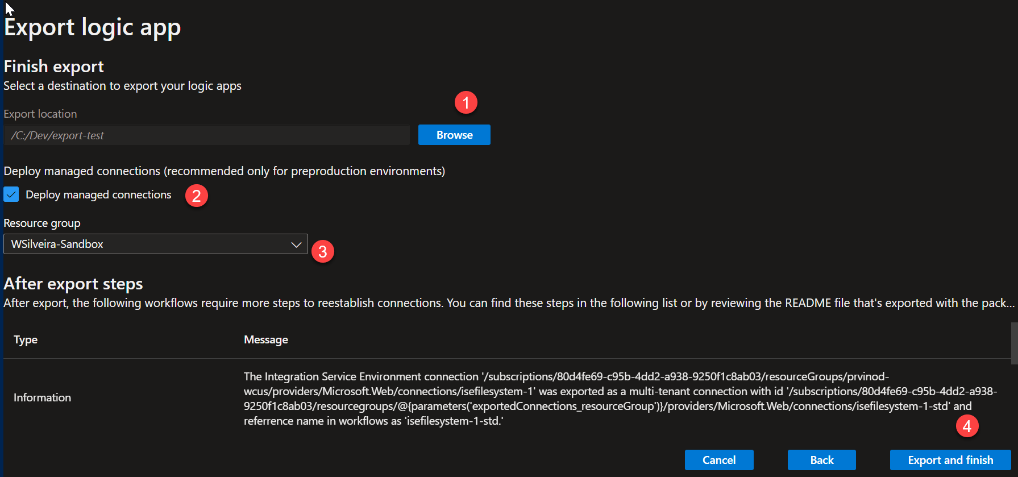 Export logic app
Finish export
Select a destination to export your logic apps
1
Export location
/C:/Dev/export-test
Browse
Deploy managed connections (recommended only for preproduction environments)
Deploy managed connections
2
Resource group
WSilveira-Sandbox
3
After export steps
After export, the following workflows require more steps to reestablish connections. You can find these steps in the following list or by reviewing the README file that's exported with the pack...
Type Message
The Integration Service Environment connection '/subscriptions/80d4fe69-c95b-4dd2-a938-9250f1c8ab03/resourceGroups/prvinod-
wcus/providers/Microsoft.Web/connections/isefilesystem-1' was exported as a multi-tenant connection with id '/subscriptions/80d4fe69-c95b-4dd2-a938-
Information
9250f1c8ab03/resourcegroups/@{parameters('exportedConnections_resourceGroup')}/providers/Microsoft.Web/connections/isefilesystem-1-std' and
referrence name in workflows as 'isefilesystem-1-std.'
4
Cancel Back Export and finish